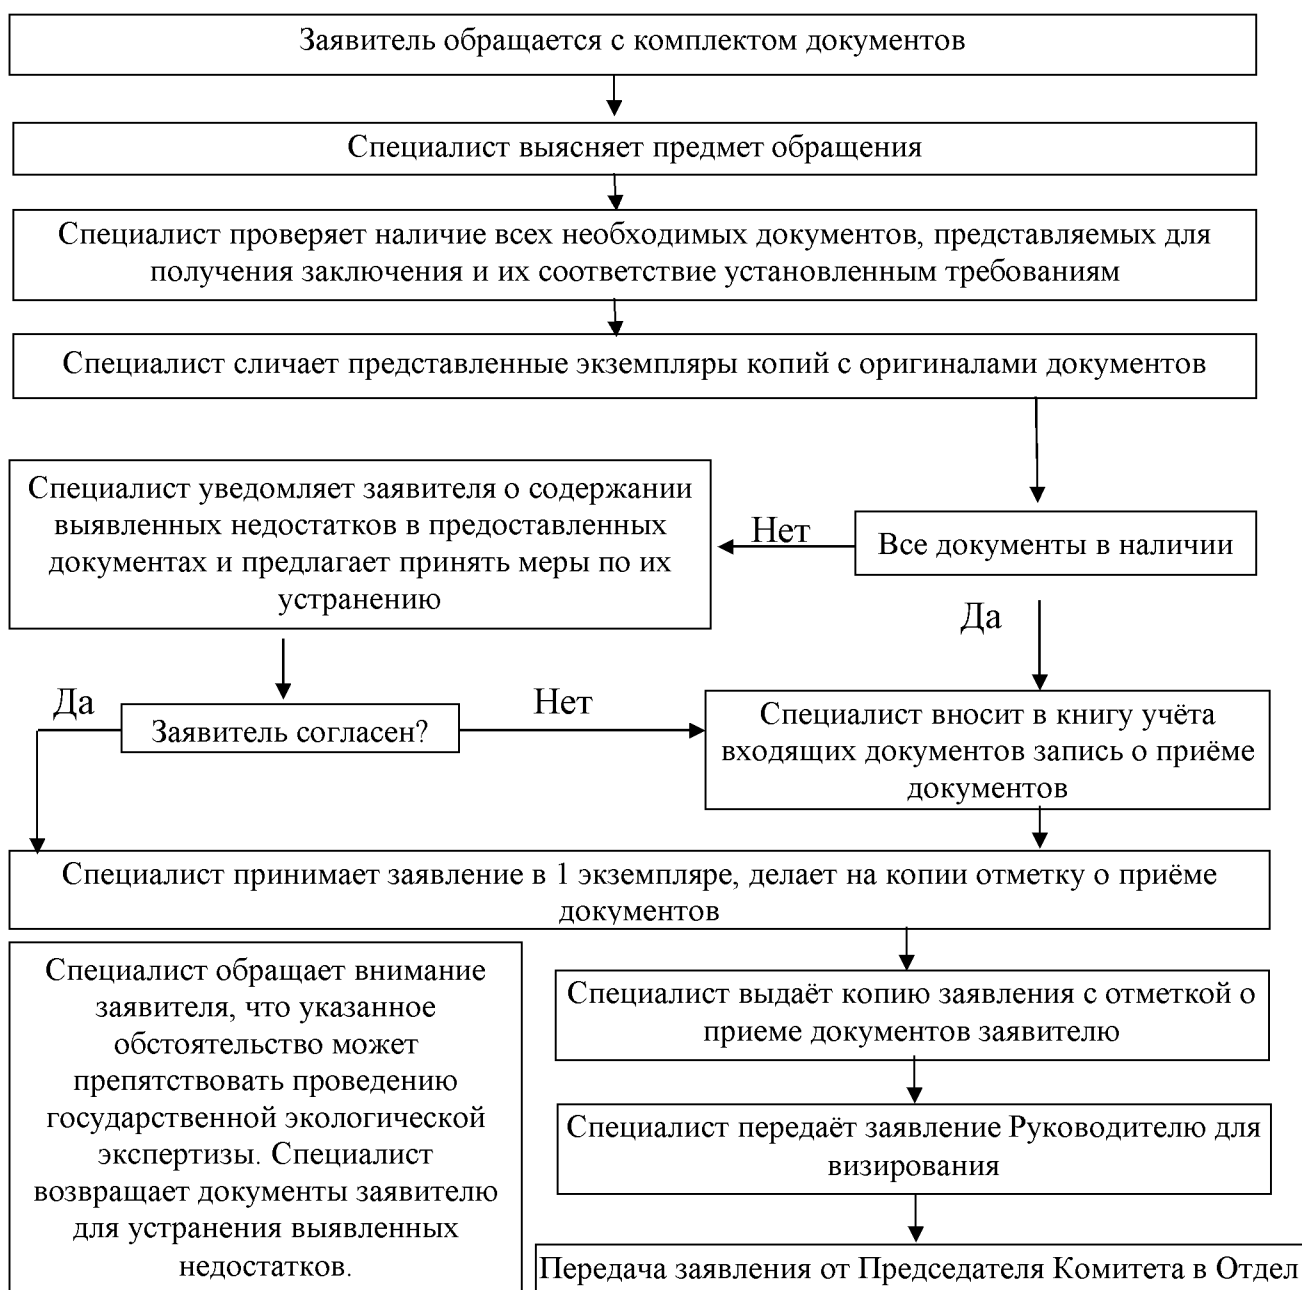 Заявитель обращается с комплектом документов
Специалист выясняет предмет обращения
Специалист проверяет наличие всех необходимых документов, представляемых для
получения заключения и их соответствие установленным требованиям
Специалист сличает представленные экземпляры копий с оригиналами документов
Специалист уведомляет заявителя о содержании
выявленных недостатков в предоставленных
документах и предлагает принять меры по их
устранению
Нет
Все документы в наличии
Да
Да
Заявитель согласен?
Нет
Специалист вносит в книгу учёта
входящих документов запись о приёме
документов
Специалист принимает заявление в 1 экземпляре, делает на копии отметку о приёме
документов
Специалист обращает внимание
заявителя, что указанное
обстоятельство может
препятствовать проведению
государственной экологической
экспертизы. Специалист
возвращает документы заявителю
для устранения выявленных
недостатков.
Специалист выдаёт копию заявления с отметкой о
приеме документов заявителю
Специалист передаёт заявление Руководителю для
визирования
Передача заявления от Председателя Комитета в Отдел